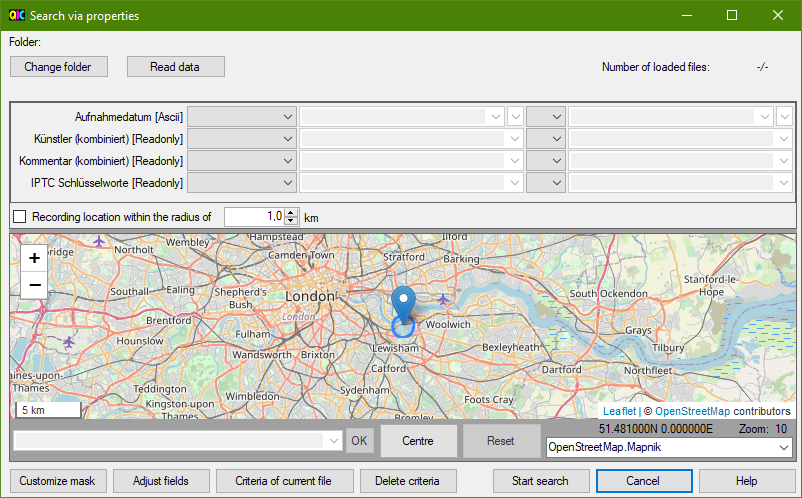 QIC Search via properties
Folder:
Change folder Read data Number of loaded files: -/-
Aufnahmedatum [Ascii]
Künstler (kombiniert) [Readonly]
Kommentar (kombiniert) [Readonly]
IPTC Schlüsselworte [Readonly]
Recording location within the radius of 1,0 km
+
−
Northolt
Wembley
Hampstead
Camden Town
Stratford
Ilford
Barking
Southall
Ealing
Shepherd's
Bush
London
London
South Ockendon
Stanford-le-
Hope
Brentford
Fulham
Woolwich
Grays
Hounslow
Wandsworth
Brixton
Lewisham
Bexleyheath
Tilbury
Catford
Dartford
Northfleet
Thames
Teddington
Kingston upon
Thames
Wimbledon
Sydenham
Foots Cray
Bromley
5 km
Leaflet | © OpenStreetMap contributors
OK Centre Reset 51.481000N 0.000000E Zoom: 10
OpenStreetMap.Mapnik
Customize mask Adjust fields Criteria of current file Delete criteria Start search Cancel Help